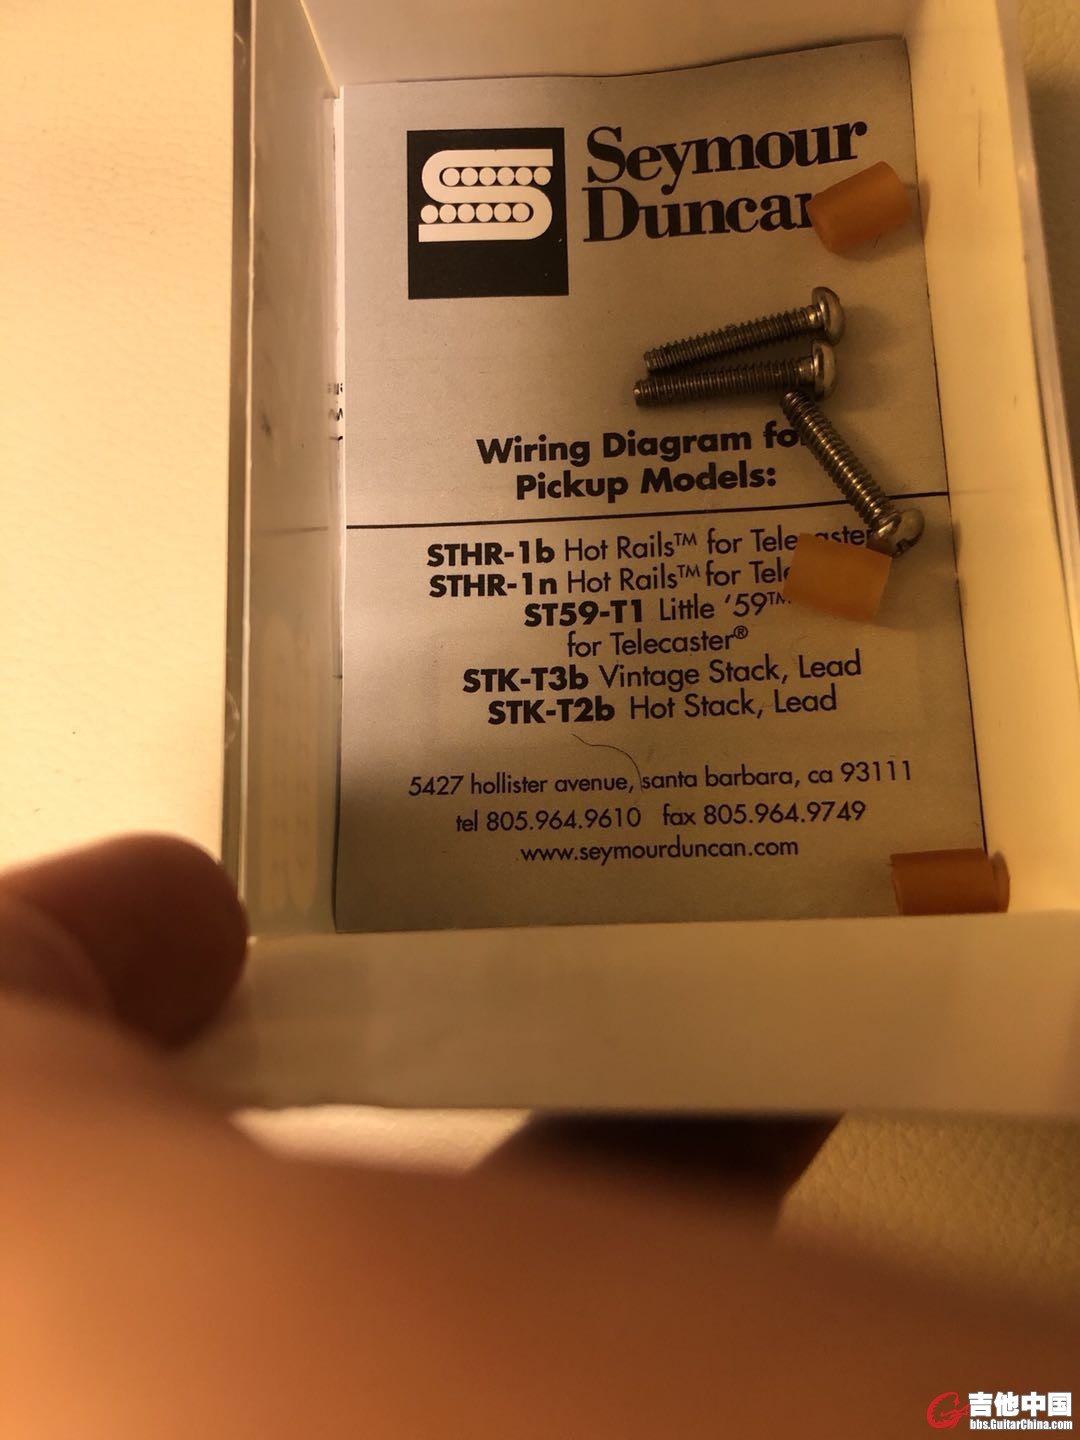 Seymour
Duncan
Wiring Diagram for
Pickup Models:
STHR-1b Hot Rails™ for Telecaster
STHR-1n Hot Rails™ for Tele
ST59-T1 Little '59™
for Telecaster®
STK-T3b Vintage Stack, Lead
STK-T2b Hot Stack, Lead
5427 hollister avenue, santa barbara, ca 93111
tel 805.964.9610 fax 805.964.9749
www.seymourduncan.com
吉他中国
bbs.GuitarChina.com